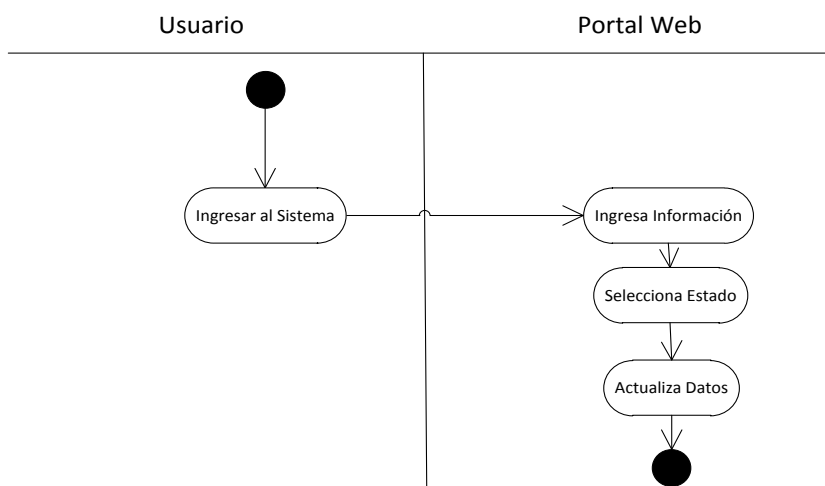 Usuario
Portal Web
Ingresar al Sistema
Ingresa Información
Selecciona Estado
Actualiza Datos